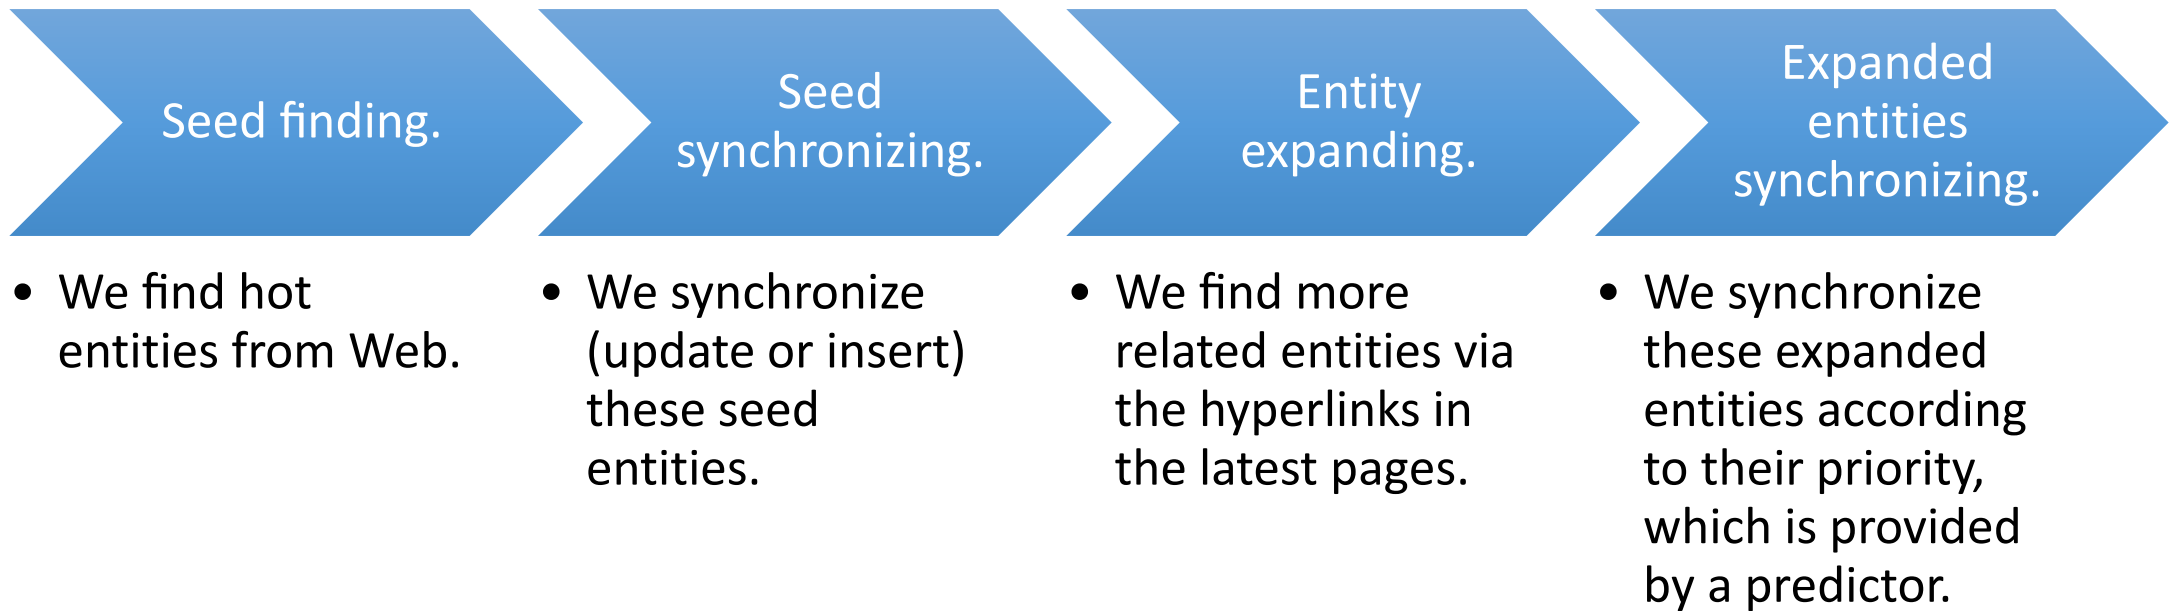 Seed finding.
Seed
synchronizing.
Entity
expanding.
Expanded
entities
synchronizing.
• We find hot
entities from Web.
• We synchronize
(update or insert)
these seed
entities.
• We find more
related entities via
the hyperlinks in
the latest pages.
• We synchronize
these expanded
entities according
to their priority,
which is provided
by a predictor.